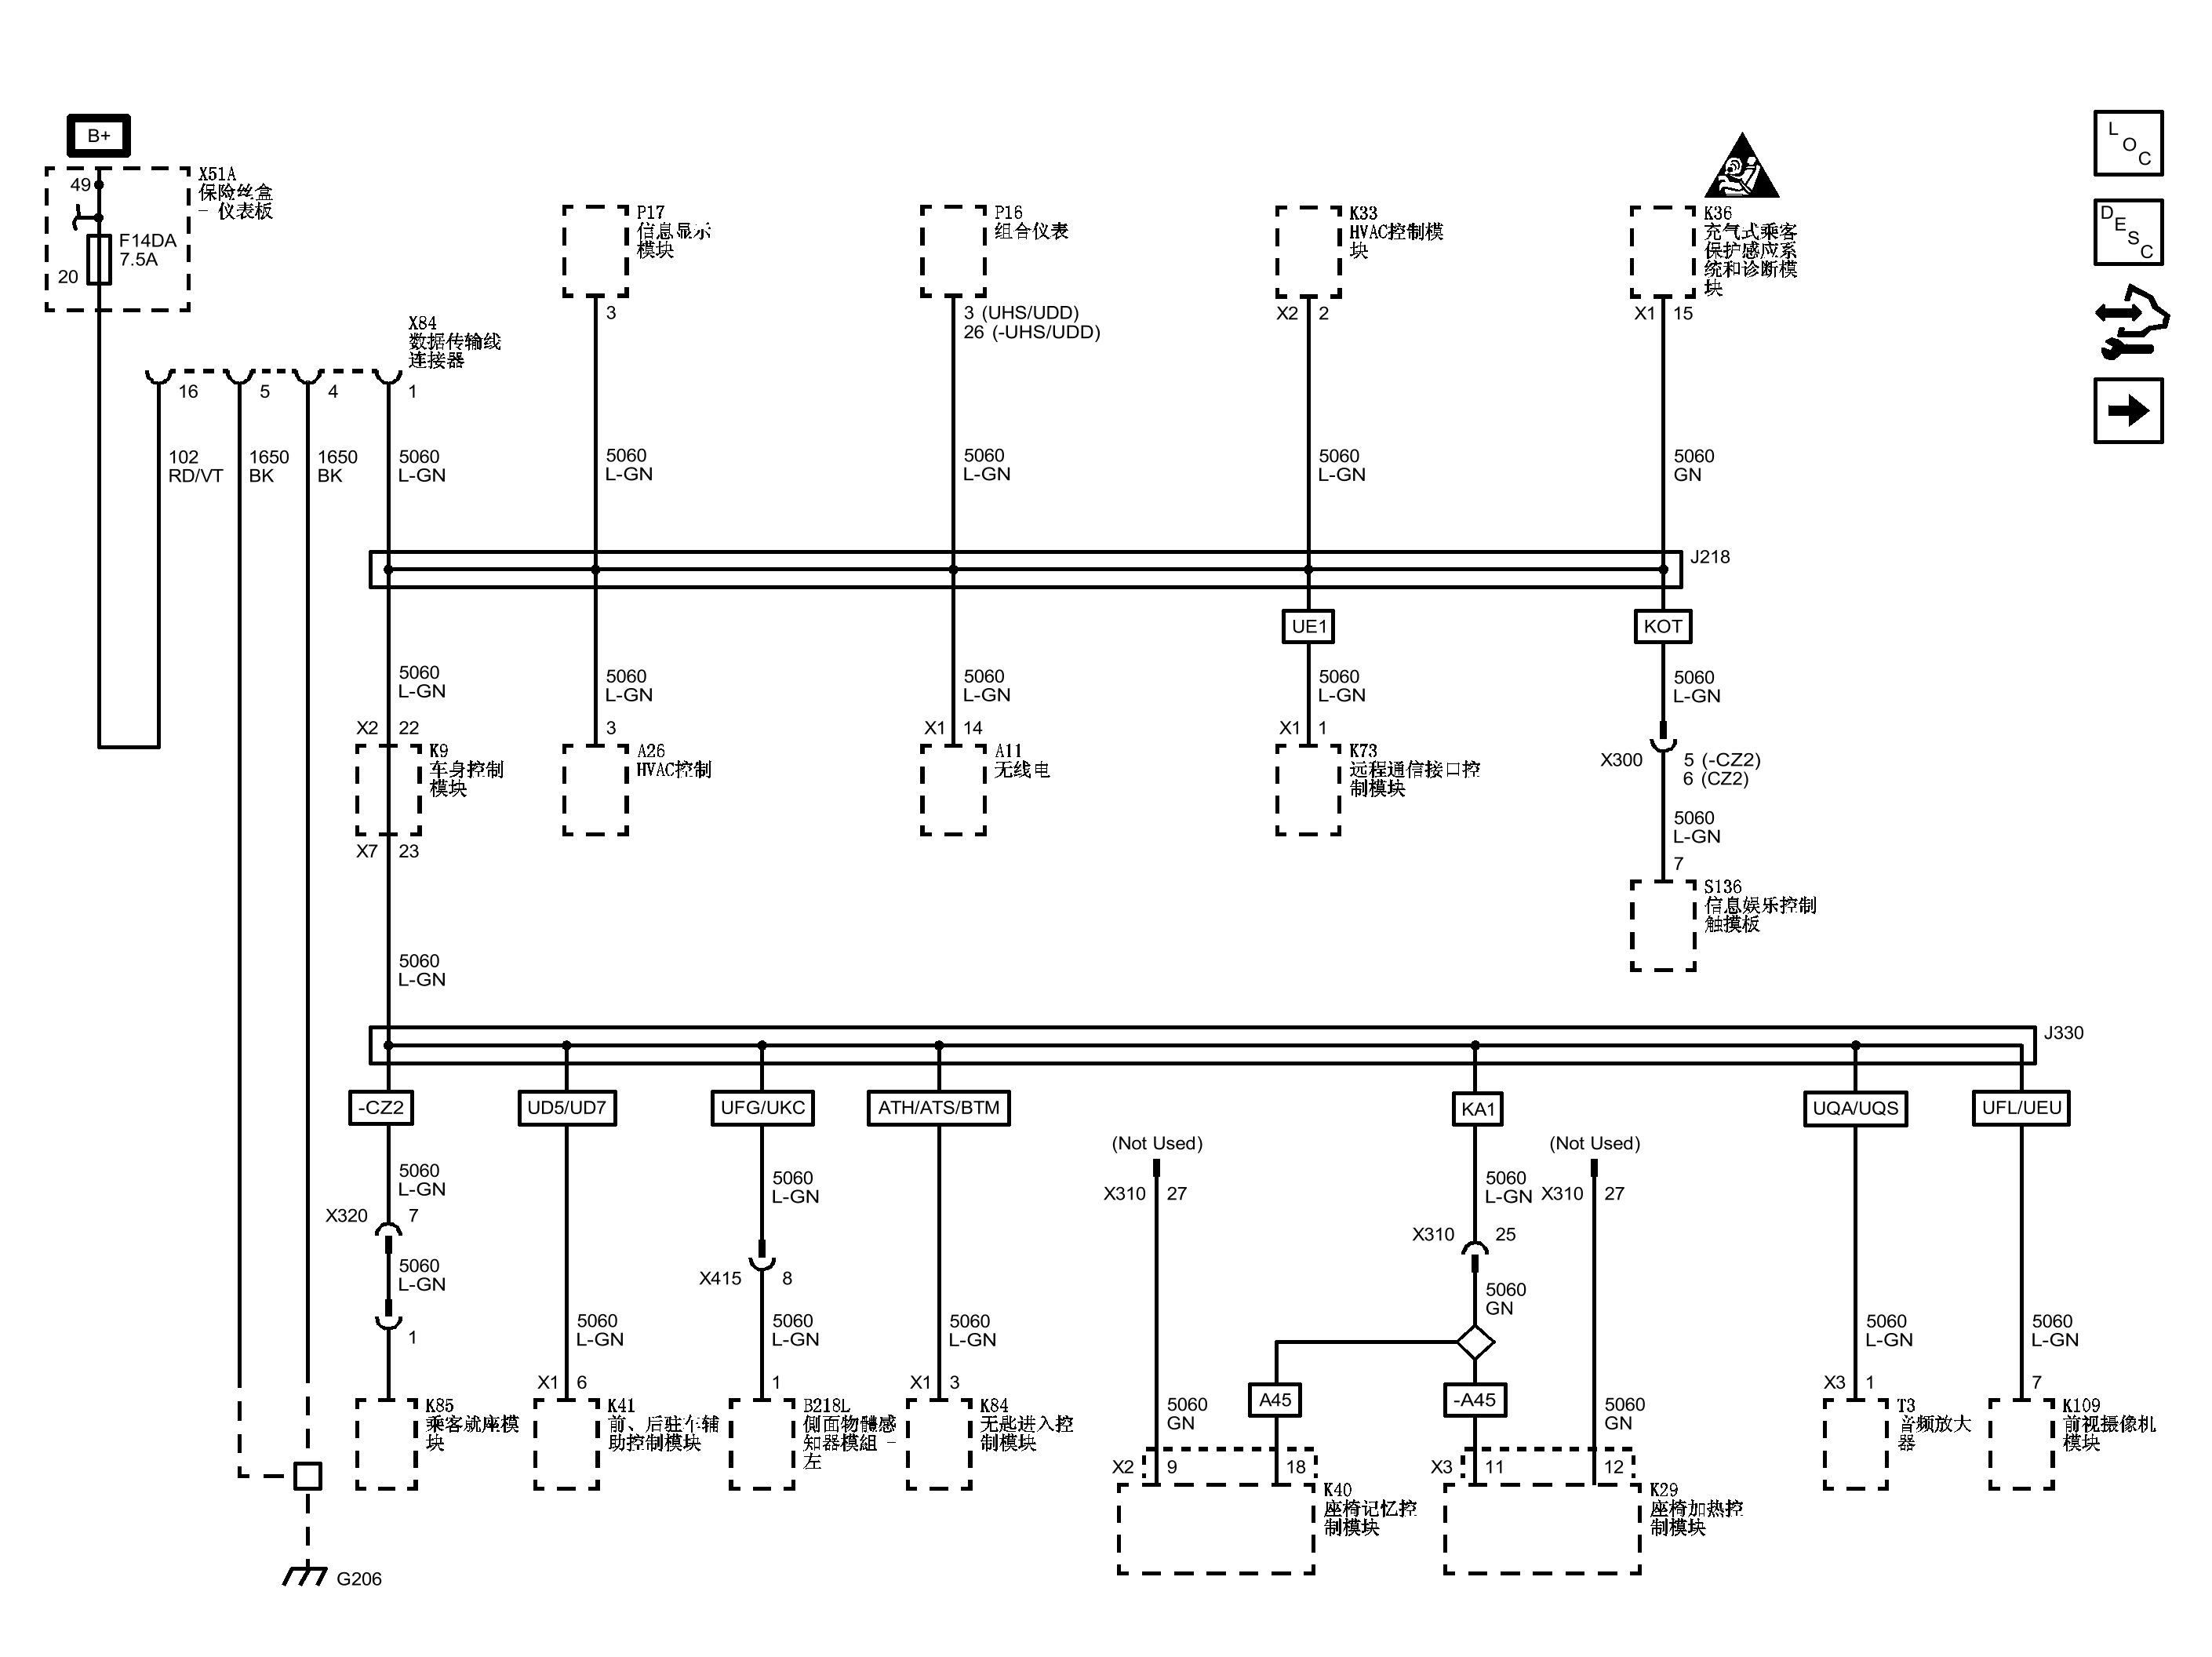 B+
49
X51A
保险丝盒
- 仪表板
F14DA
7.5A
20
P17
信息显示
模块
3
P16
组合仪表
3 (UHS/UDD)
26 (-UHS/UDD)
K33
HVAC控制模
块
X2 2
K36
充气式乘客
保护感应系
统和诊断模
块
X1 15
L
O
C
D
E
S
C
X84
数据传输线
连接器
16
5
4
1
102
RD/VT
1650
BK
1650
BK
5060
L-GN
5060
L-GN
5060
L-GN
5060
L-GN
5060
GN
J218
UE1
KOT
5060
L-GN
5060
L-GN
5060
L-GN
5060
L-GN
5060
L-GN
X2 22
K9
车身控制
模块
X7 23
3
A26
HVAC控制
X1 14
A11
无线电
X1 1
K73
远程通信接口控
制模块
X300
5 (-CZ2)
6 (CZ2)
5060
L-GN
7
S136
信息娱乐控制
触摸板
5060
L-GN
J330
-CZ2
UD5/UD7
UFG/UKC
ATH/ATS/BTM
KA1
UQA/UQS
UFL/UEU
(Not Used)
(Not Used)
5060
L-GN
5060
L-GN
5060
L-GN
X310 27
X310 27
X320 7
X310 25
5060
L-GN
X415 8
5060
GN
1
5060
L-GN
5060
L-GN
5060
L-GN
5060
L-GN
5060
L-GN
X1 6
1
X1 3
A45
-A45
X3 1
7
5060
GN
5060
GN
K85
乘客就座模
块
K41
前、后驻车辅
助控制模块
B218L
側面物體感
知器模組 -
左
K84
无匙进入控
制模块
T3
音频放大
器
K109
前视摄像机
模块
X2 9
18
X3 11
12
K40
座椅记忆控
制模块
K29
座椅加热控
制模块
G206